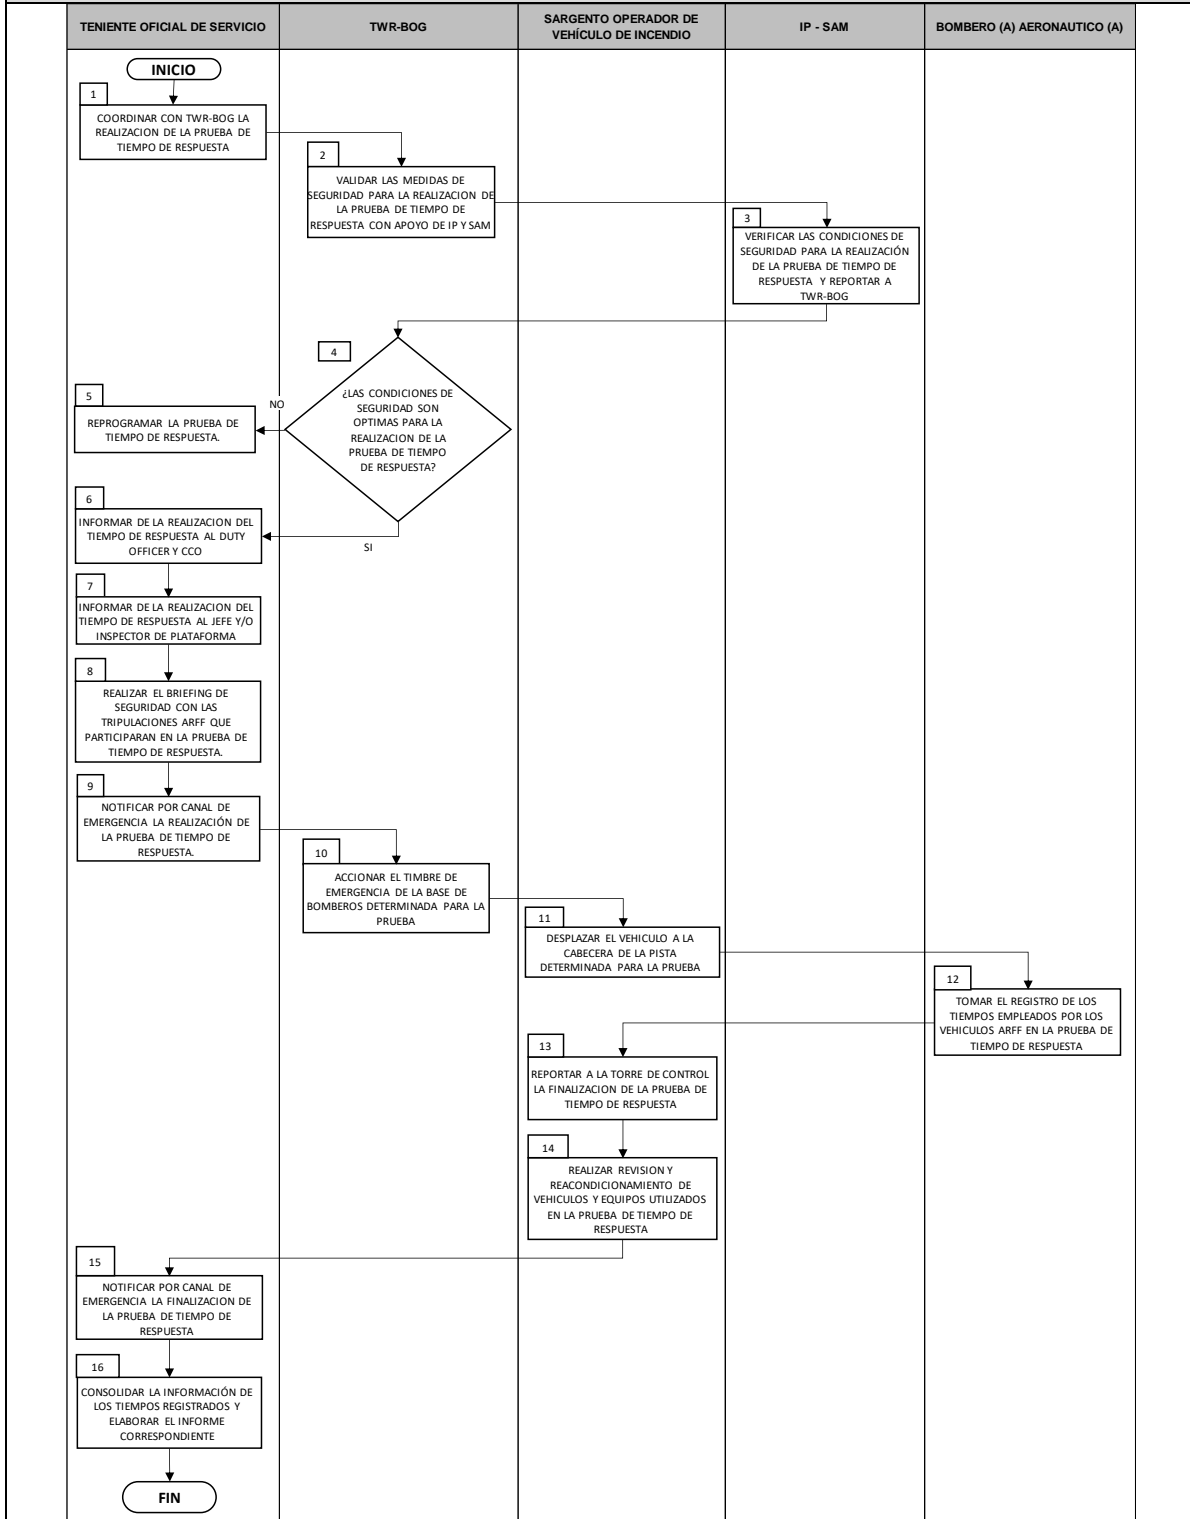 TENIENTE OFICIAL DE SERVICIO
TWR-BOG
SARGENTO OPERADOR DE
VEHÍCULO DE INCENDIO
IP - SAM
BOMBERO (A) AERONAUTICO (A)
INICIO
1
COORDINAR CON TWR-BOG LA
REALIZACION DE LA PRUEBA DE
TIEMPO DE RESPUESTA
2
VALIDAR LAS MEDIDAS DE
SEGURIDAD PARA LA REALIZACION DE
LA PRUEBA DE TIEMPO DE
RESPUESTA CON APOYO DE IP Y SAM
3
VERIFICAR LAS CONDICIONES DE
SEGURIDAD PARA LA REALIZACIÓN
DE LA PRUEBA DE TIEMPO DE
RESPUESTA Y REPORTAR A
TWR-BOG
4
¿LAS CONDICIONES DE
SEGURIDAD SON
OPTIMAS PARA LA
REALIZACION DE LA
PRUEBA DE TIEMPO
DE RESPUESTA?
NO
5
REPROGRAMAR LA PRUEBA DE
TIEMPO DE RESPUESTA.
SI
6
INFORMAR DE LA REALIZACION DEL
TIEMPO DE RESPUESTA AL DUTY
OFFICER Y CCO
7
INFORMAR DE LA REALIZACION DEL
TIEMPO DE RESPUESTA AL JEFE Y/O
INSPECTOR DE PLATAFORMA
8
REALIZAR EL BRIEFING DE
SEGURIDAD CON LAS
TRIPULACIONES ARFF QUE
PARTICIPARAN EN LA PRUEBA DE
TIEMPO DE RESPUESTA.
9
NOTIFICAR POR CANAL DE
EMERGENCIA LA REALIZACIÓN DE
LA PRUEBA DE TIEMPO DE
RESPUESTA.
10
ACCIONAR EL TIMBRE DE
EMERGENCIA DE LA BASE DE
BOMBEROS DETERMINADA PARA LA
PRUEBA
11
DESPLAZAR EL VEHICULO A LA
CABECERA DE LA PISTA
DETERMINADA PARA LA PRUEBA
12
TOMAR EL REGISTRO DE LOS
TIEMPOS EMPLEADOS POR LOS
VEHICULOS ARFF EN LA PRUEBA DE
TIEMPO DE RESPUESTA
13
REPORTAR A LA TORRE DE CONTROL
LA FINALIZACION DE LA PRUEBA DE
TIEMPO DE RESPUESTA
14
REALIZAR REVISION Y
REACONDICIONAMIENTO DE
VEHICULOS Y EQUIPOS UTILIZADOS
EN LA PRUEBA DE TIEMPO DE
RESPUESTA
15
NOTIFICAR POR CANAL DE
EMERGENCIA LA FINALIZACION DE
LA PRUEBA DE TIEMPO DE
RESPUESTA
16
CONSOLIDAR LA INFORMACIÓN DE
LOS TIEMPOS REGISTRADOS Y
ELABORAR EL INFORME
CORRESPONDIENTE
FIN